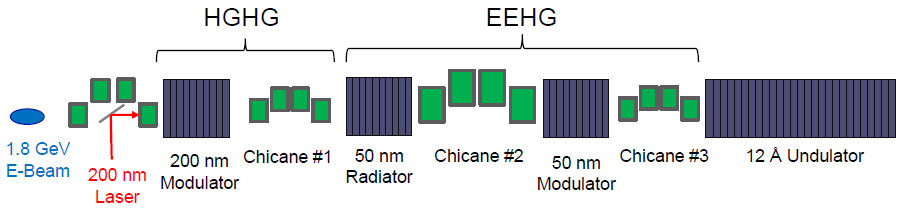 HGHG
EEHG
1.8 GeV
E-Beam
200 nm
Laser
200 nm
Modulator
Chicane #1
50 nm
Radiator
Chicane #2
50 nm
Modulator
Chicane #3
12 Å Undulator